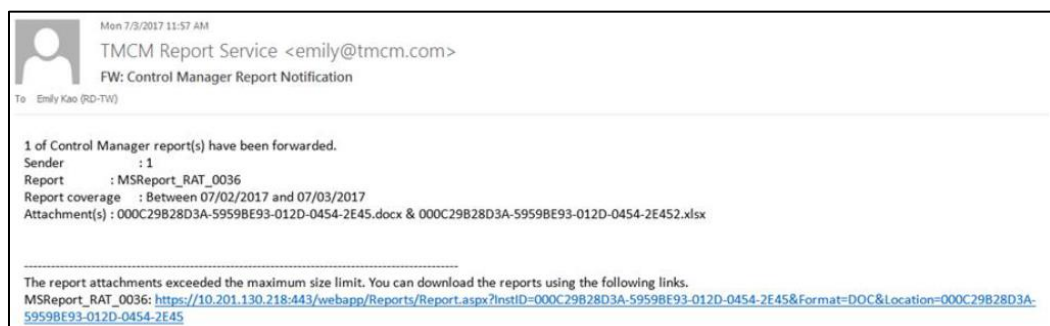 Mon 7/3/2017 11:57 AM
TMCM Report Service <emily@tmcm.com>
FW: Control Manager Report Notification
To Emily Kao (RD-TW)
1 of Control Manager report(s) have been forwarded.
Sender : 1
Report : MSReport_RAT_0036
Report coverage : Between 07/02/2017 and 07/03/2017
Attachment(s) : 000C29B28D3A-5959BE93-012D-0454-2E45.docx & 000C29B28D3A-5959BE93-012D-0454-2E452.xlsx
--------------------------------------------------------------------------------------------
The report attachments exceeded the maximum size limit. You can download the reports using the following links.
MSReport_RAT_0036: https://10.201.130.218:443/webapp/Reports/Report.aspx?InstID=000C29B28D3A-5959BE93-012D-0454-2E45&Format=DOC&Location=000C29B28D3A-
5959BE93-012D-0454-2E45